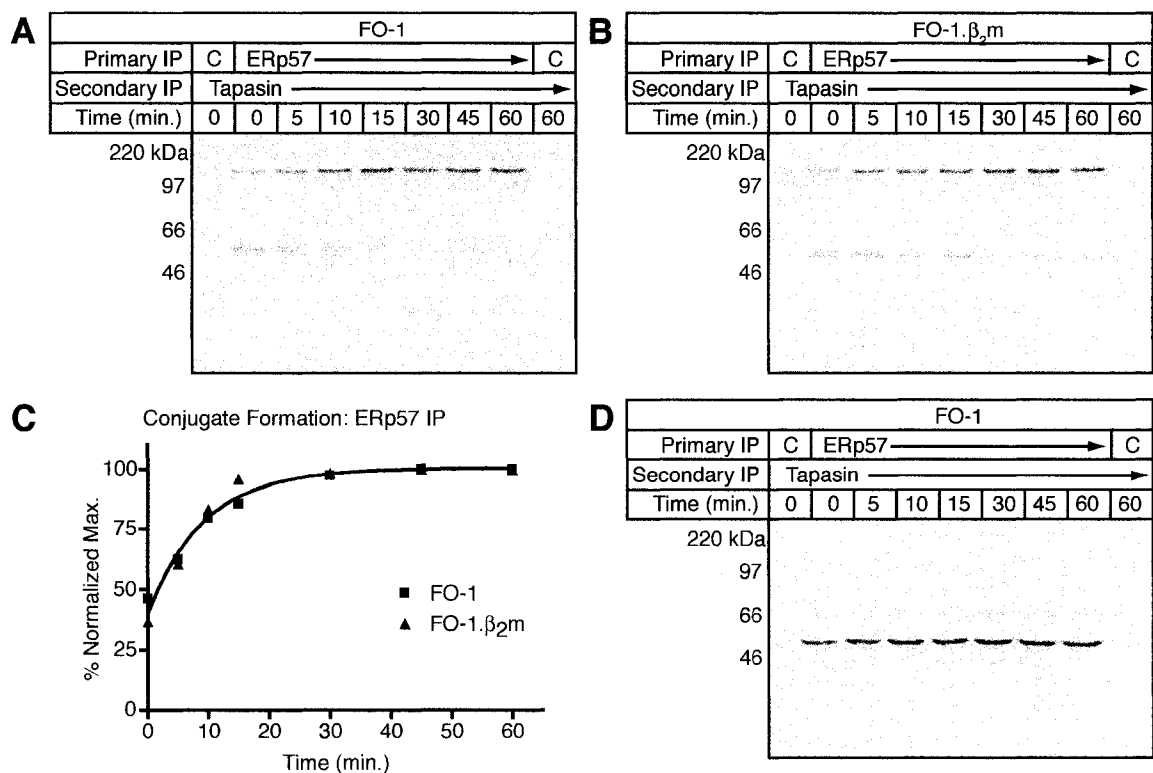 A
FO-1
Primary IP C ERp57 C
Secondary IP Tapasin
Time (min.) 0 0 5 10 15 30 45 60 60
220 kDa
97
66
46
B
FO-1.β₂m
Primary IP C ERp57 C
Secondary IP Tapasin
Time (min.) 0 0 5 10 15 30 45 60 60
220 kDa
97
66
46
C
Conjugate Formation: ERp57 IP
% Normalized Max.
100
75
50
25
0
FO-1
FO-1.β₂m
0 10 20 30 40 50 60
Time (min.)
D
FO-1
Primary IP C ERp57 C
Secondary IP Tapasin
Time (min.) 0 0 5 10 15 30 45 60 60
220 kDa
97
66
46